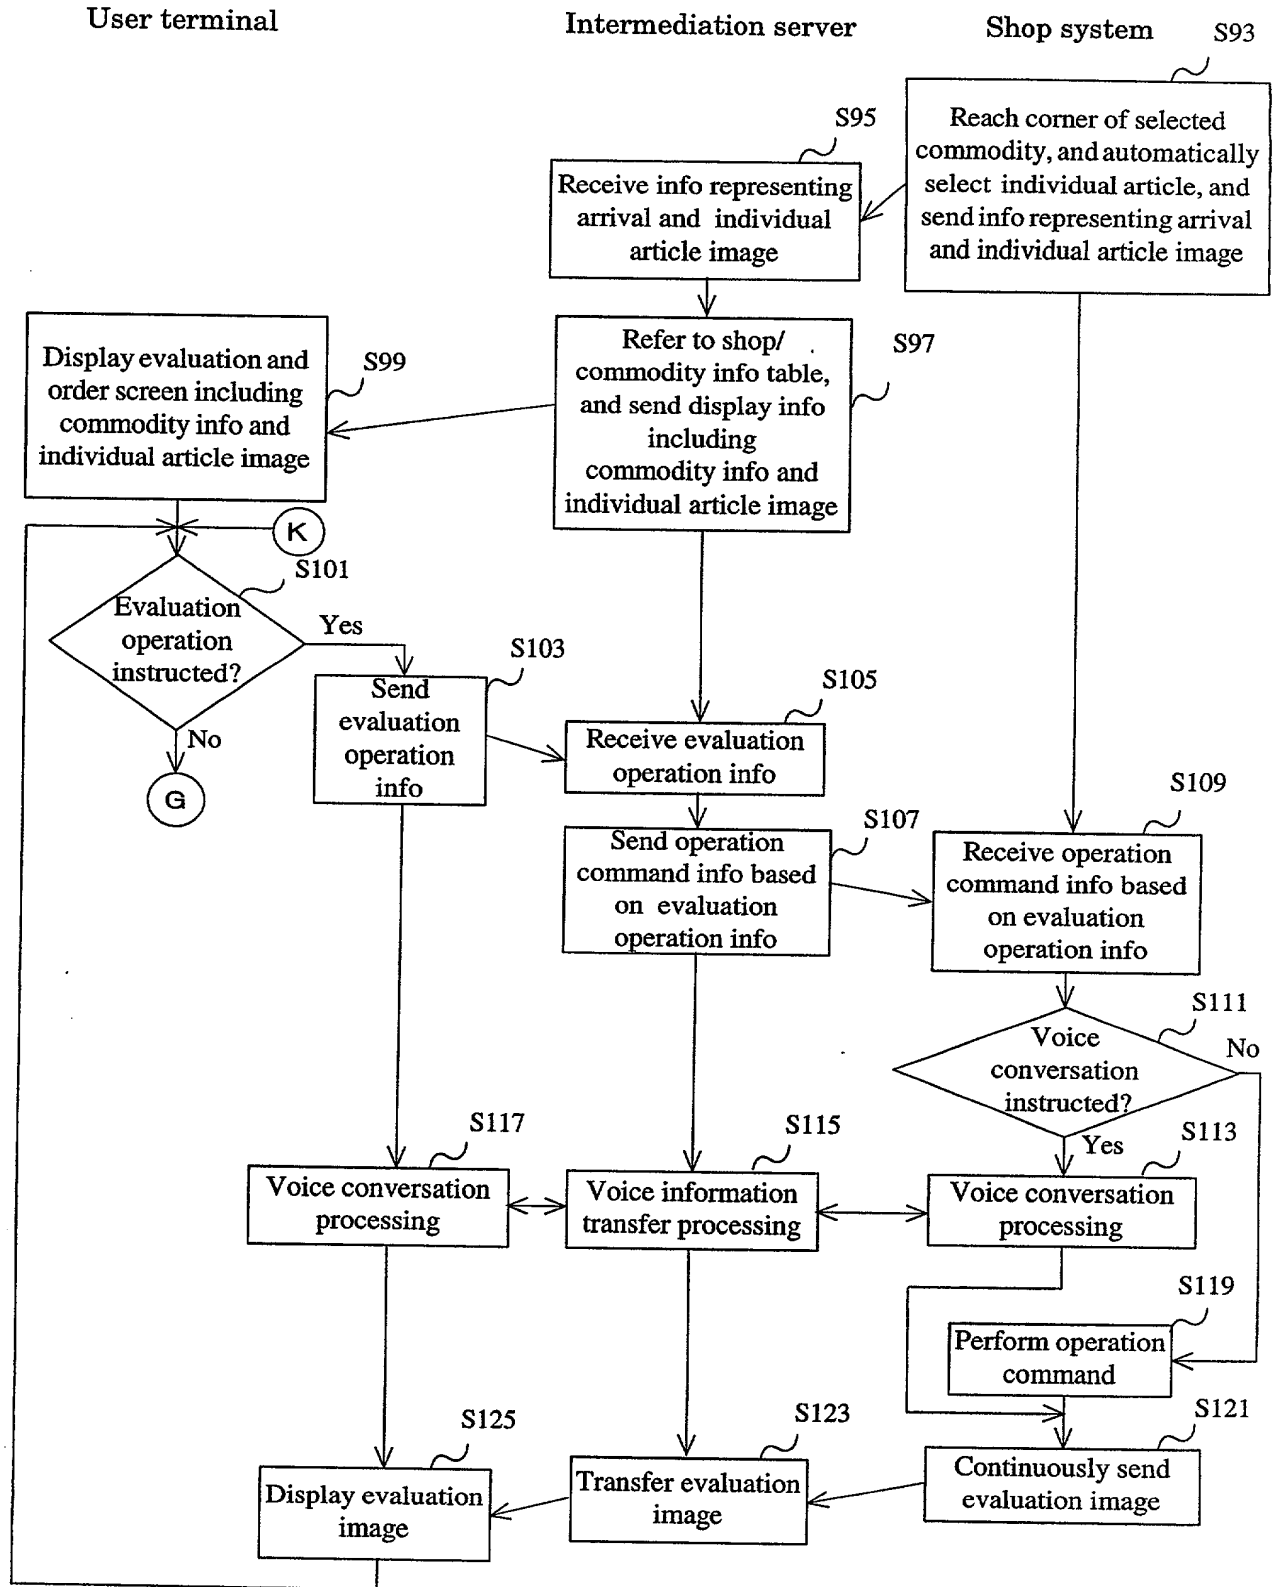 User terminal
Intermediation server
Shop system
S93
Reach corner of selected
commodity, and automatically
select individual article, and
send info representing arrival
and individual article image
S95
Receive info representing
arrival and individual
article image
S97
Refer to shop/
commodity info table,
and send display info
including
commodity info and
individual article image
S99
Display evaluation and
order screen including
commodity info and
individual article image
K
S101
Evaluation
operation
instructed?
Yes
No
G
S103
Send
evaluation
operation
info
S105
Receive evaluation
operation info
S107
Send operation
command info based
on evaluation
operation info
S109
Receive operation
command info based
on evaluation
operation info
S111
Voice
conversation
instructed?
No
Yes
S117
Voice conversation
processing
S115
Voice information
transfer processing
S113
Voice conversation
processing
S119
Perform operation
command
S125
Display evaluation
image
S123
Transfer evaluation
image
S121
Continuously send
evaluation image